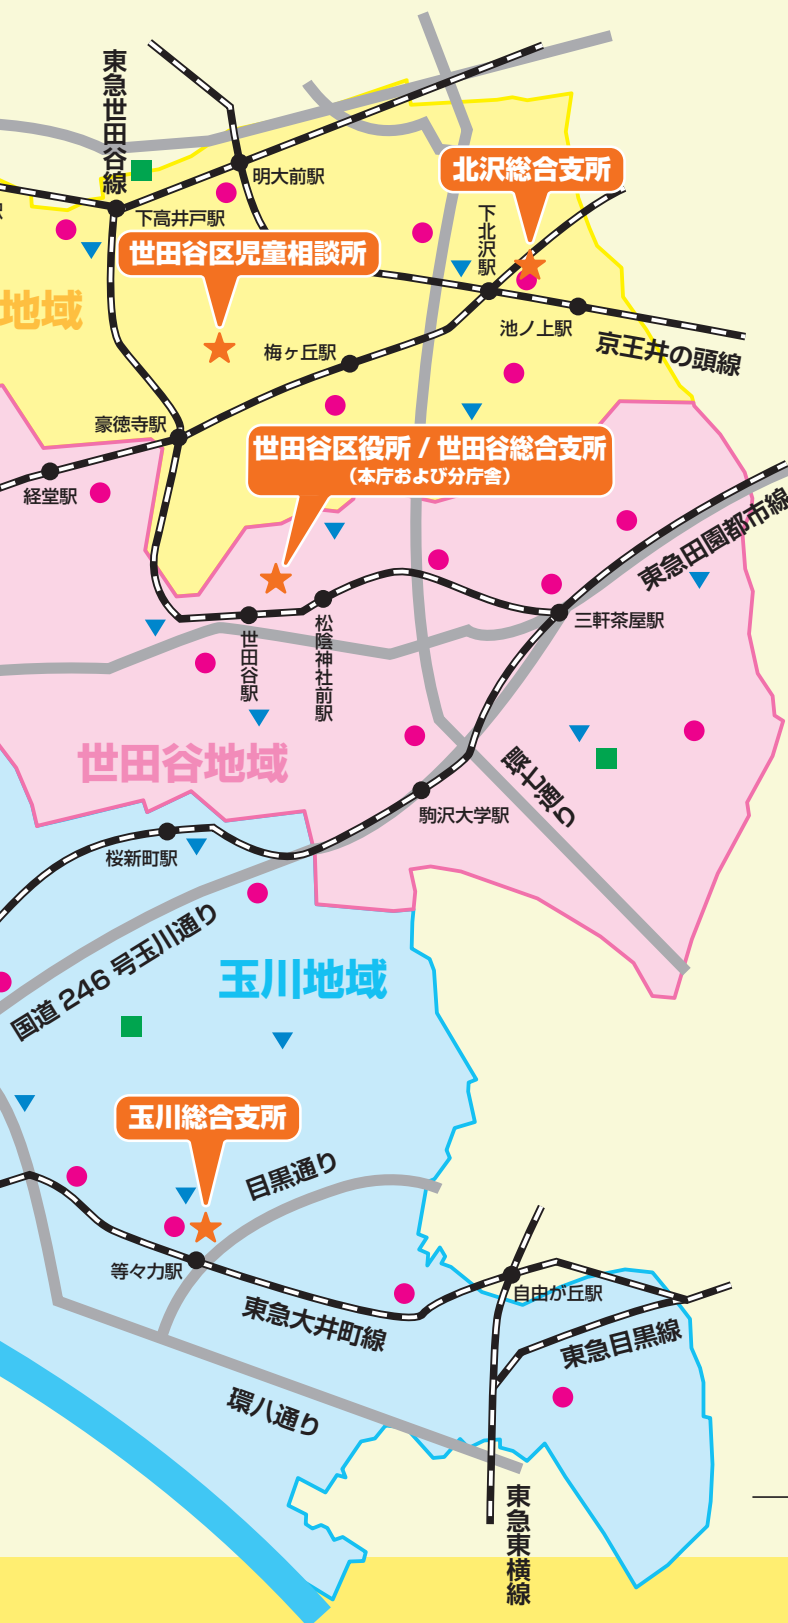 東急世田谷線
明大前駅
北沢総合支所
下高井戸駅
下北沢駅
世田谷区児童相談所
地域
池ノ上駅
京王井の頭線
梅ヶ丘駅
豪徳寺駅
世田谷区役所 / 世田谷総合支所
(本庁および分庁舎)
経堂駅
東急田園都市線
三軒茶屋駅
世田谷駅
松陰神社前駅
世田谷地域
環七通り
駒沢大学駅
桜新町駅
国道 246 号玉川通り
玉川地域
玉川総合支所
目黒通り
等々力駅
自由が丘駅
東急大井町線
東急目黒線
環八通り
東急東横線